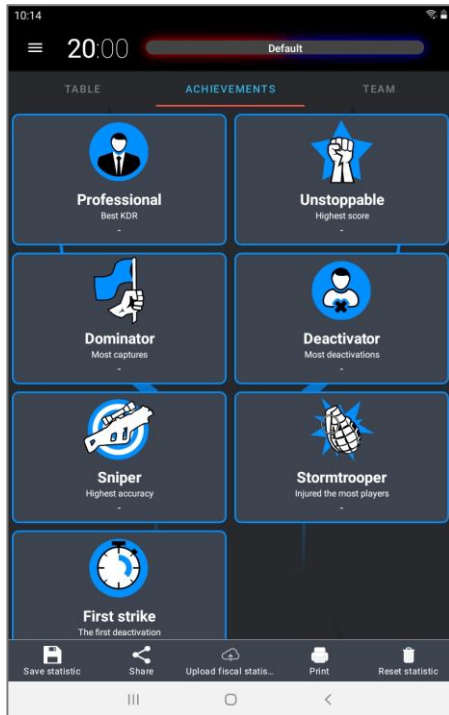 10:14
20:00
Default
TABLE ACHIEVEMENTS TEAM
Professional
Best KDR
-
Unstoppable
Highest score
-
Dominator
Most captures
-
Deactivator
Most deactivations
-
Sniper
Highest accuracy
-
Stormtrooper
Injured the most players
-
First strike
The first deactivation
Save statistic
Share
Upload fiscal statis...
Print
Reset statistic